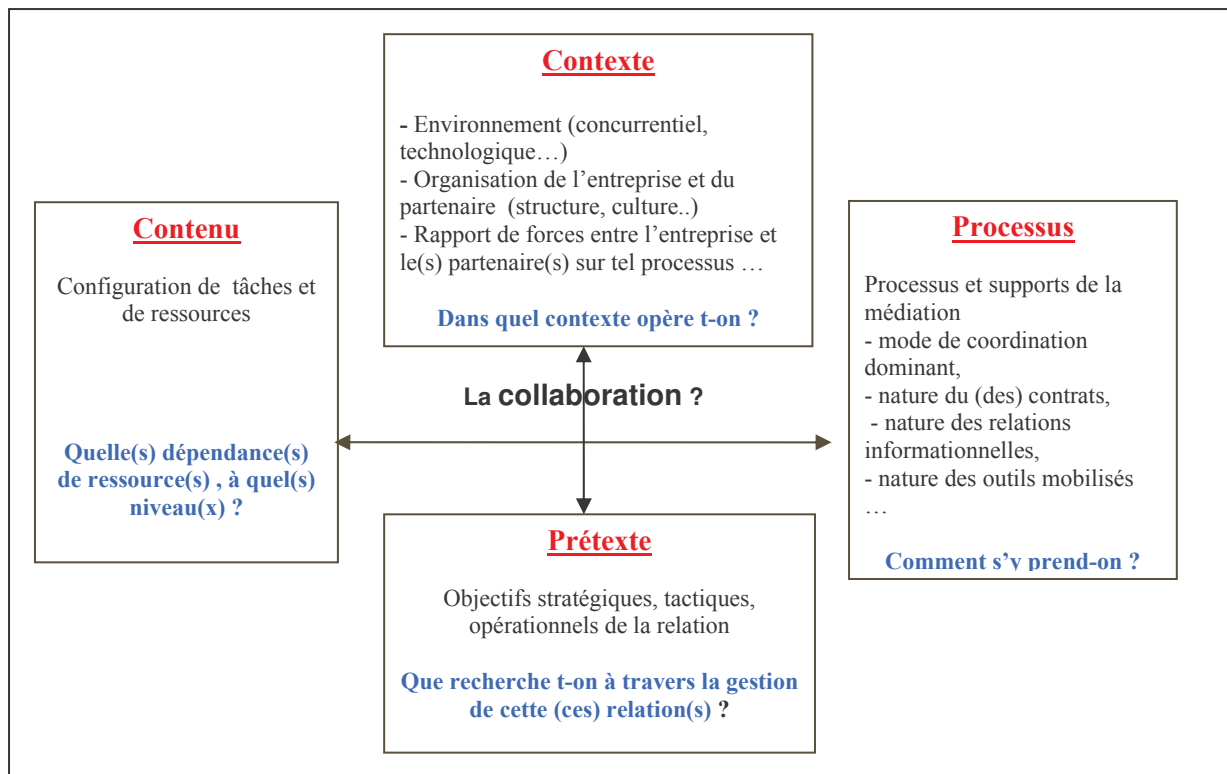 Contexte
- Environnement (concurrentiel,
technologique…)
- Organisation de l'entreprise et du
partenaire (structure, culture..)
- Rapport de forces entre l'entreprise et
le(s) partenaire(s) sur tel processus …
Dans quel contexte opère t-on ?
Contenu
Configuration de tâches et
de ressources
Quelle(s) dépendance(s)
de ressource(s) , à quel(s)
niveau(x) ?
La collaboration ?
Processus
Processus et supports de la
médiation
- mode de coordination
dominant,
- nature du (des) contrats,
- nature des relations
informationnelles,
- nature des outils mobilisés
…
Comment s'y prend-on ?
Prétexte
Objectifs stratégiques, tactiques,
opérationnels de la relation
Que recherche t-on à travers la gestion
de cette (ces) relation(s) ?